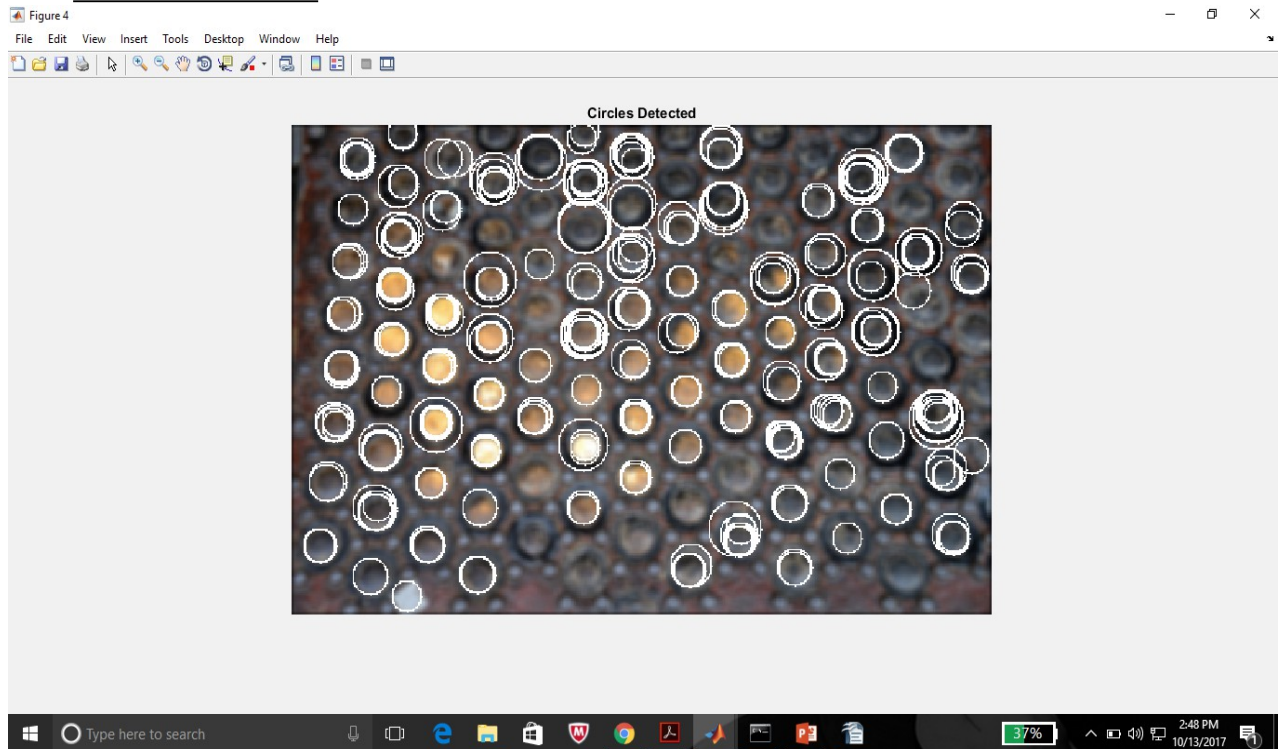 Figure 4
File Edit View Insert Tools Desktop Window Help
Circles Detected
Type here to search
37%
2:48 PM
10/13/2017